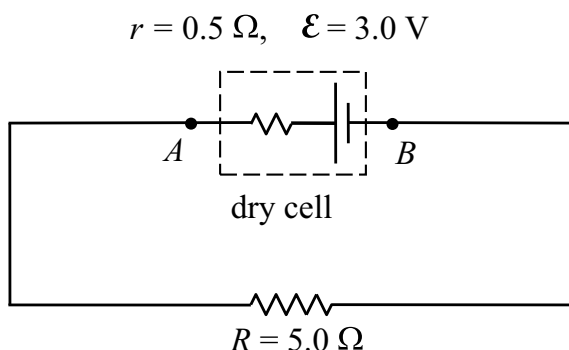 r = 0.5 Ω, ℰ = 3.0 V
A
B
dry cell
R = 5.0 Ω